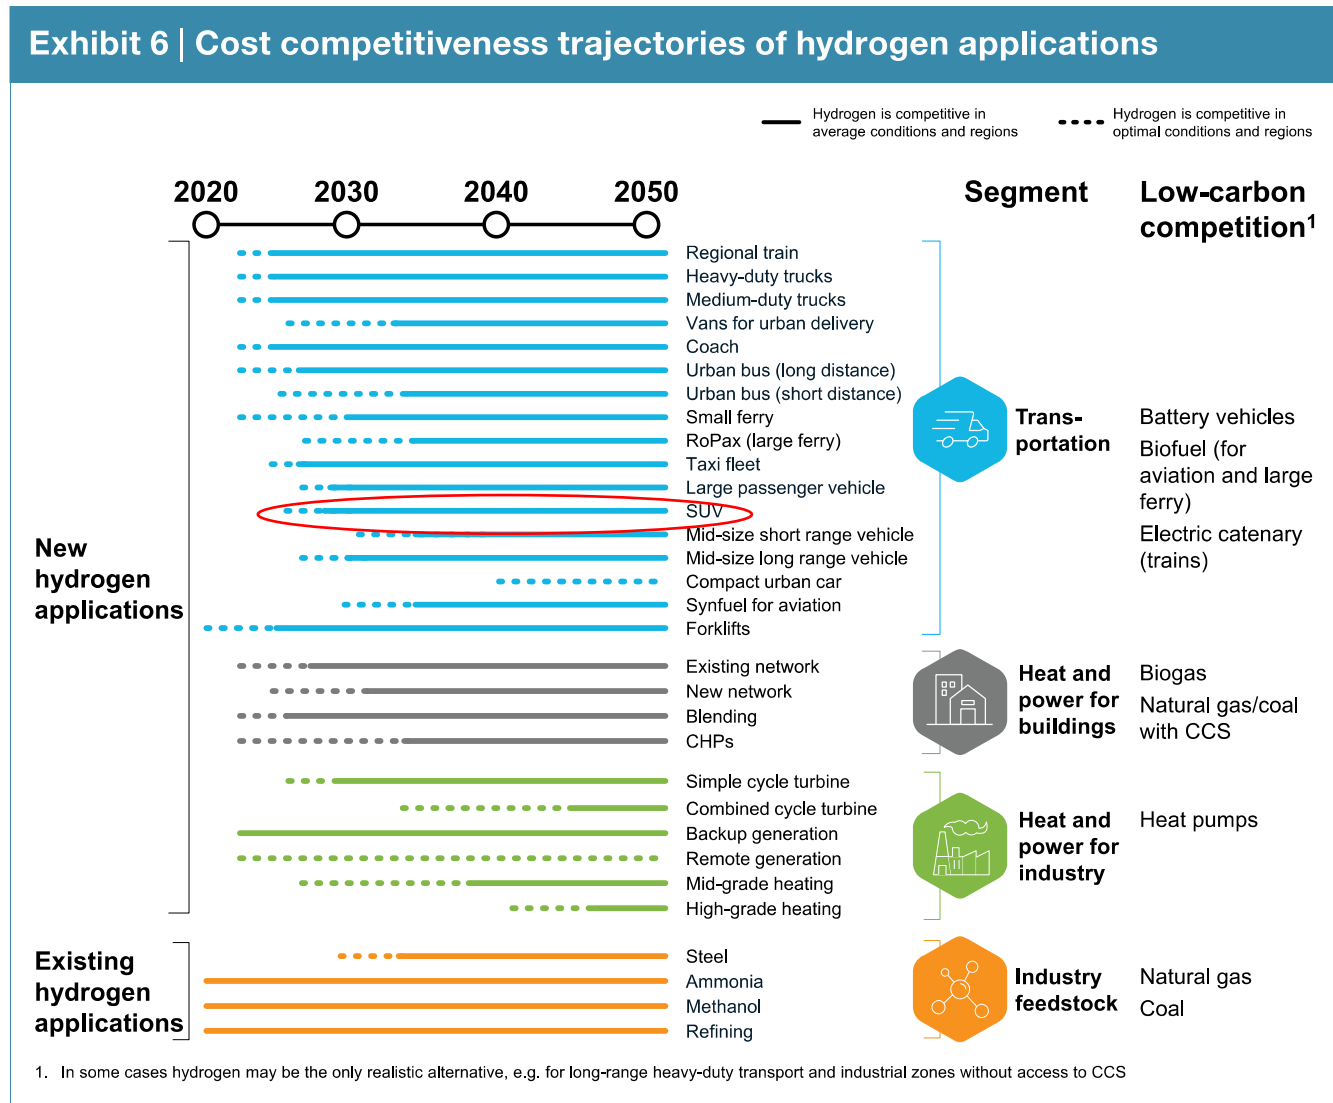 Exhibit 6 | Cost competitiveness trajectories of hydrogen applications
Hydrogen is competitive in
average conditions and regions
Hydrogen is competitive in
optimal conditions and regions
2020 2030 2040 2050
Segment
Low-carbon
competition1
New
hydrogen
applications
Regional train
Heavy-duty trucks
Medium-duty trucks
Vans for urban delivery
Coach
Urban bus (long distance)
Urban bus (short distance)
Small ferry
RoPax (large ferry)
Taxi fleet
Large passenger vehicle
SUV
Mid-size short range vehicle
Mid-size long range vehicle
Compact urban car
Synfuel for aviation
Forklifts
Trans-
portation
Battery vehicles
Biofuel (for
aviation and large
ferry)
Electric catenary
(trains)
Existing network
New network
Blending
CHPs
Heat and
power for
buildings
Biogas
Natural gas/coal
with CCS
Simple cycle turbine
Combined cycle turbine
Backup generation
Remote generation
Mid-grade heating
High-grade heating
Heat and
power for
industry
Heat pumps
Existing
hydrogen
applications
Steel
Ammonia
Methanol
Refining
Industry
feedstock
Natural gas
Coal
1. In some cases hydrogen may be the only realistic alternative, e.g. for long-range heavy-duty transport and industrial zones without access to CCS